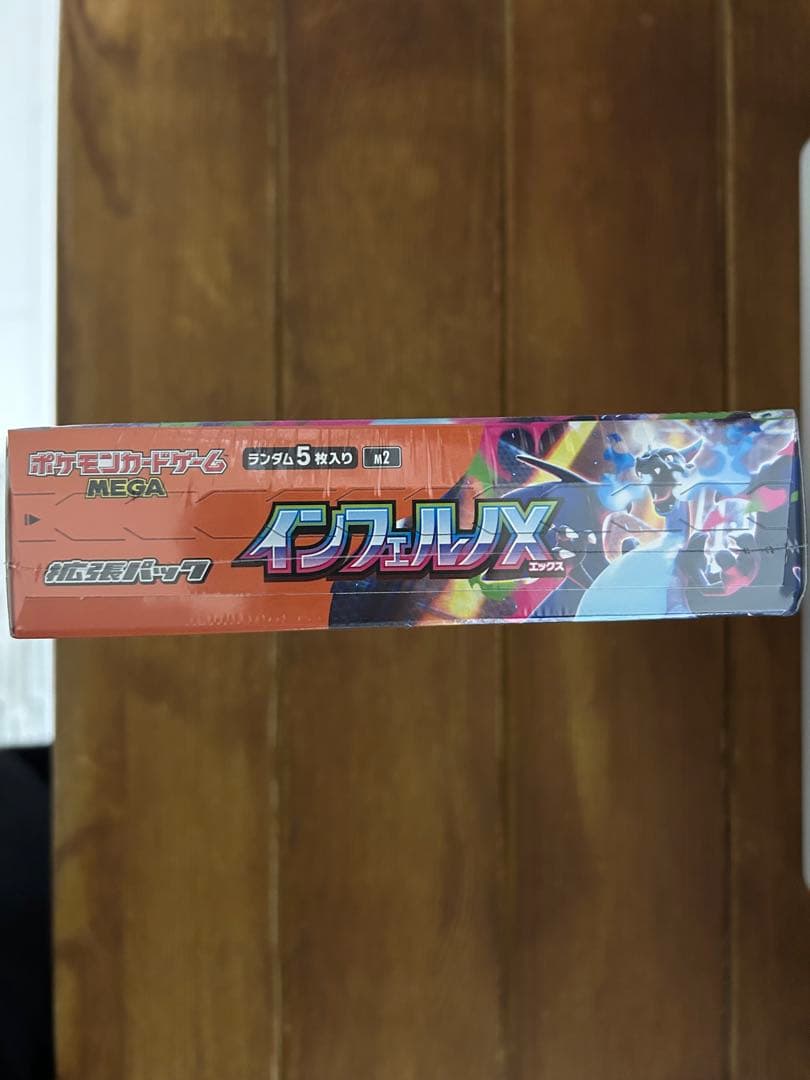 ポケモンカードゲーム
MEGA
ランダム5枚入り M2
拡張パック
インフェルノX
エックス